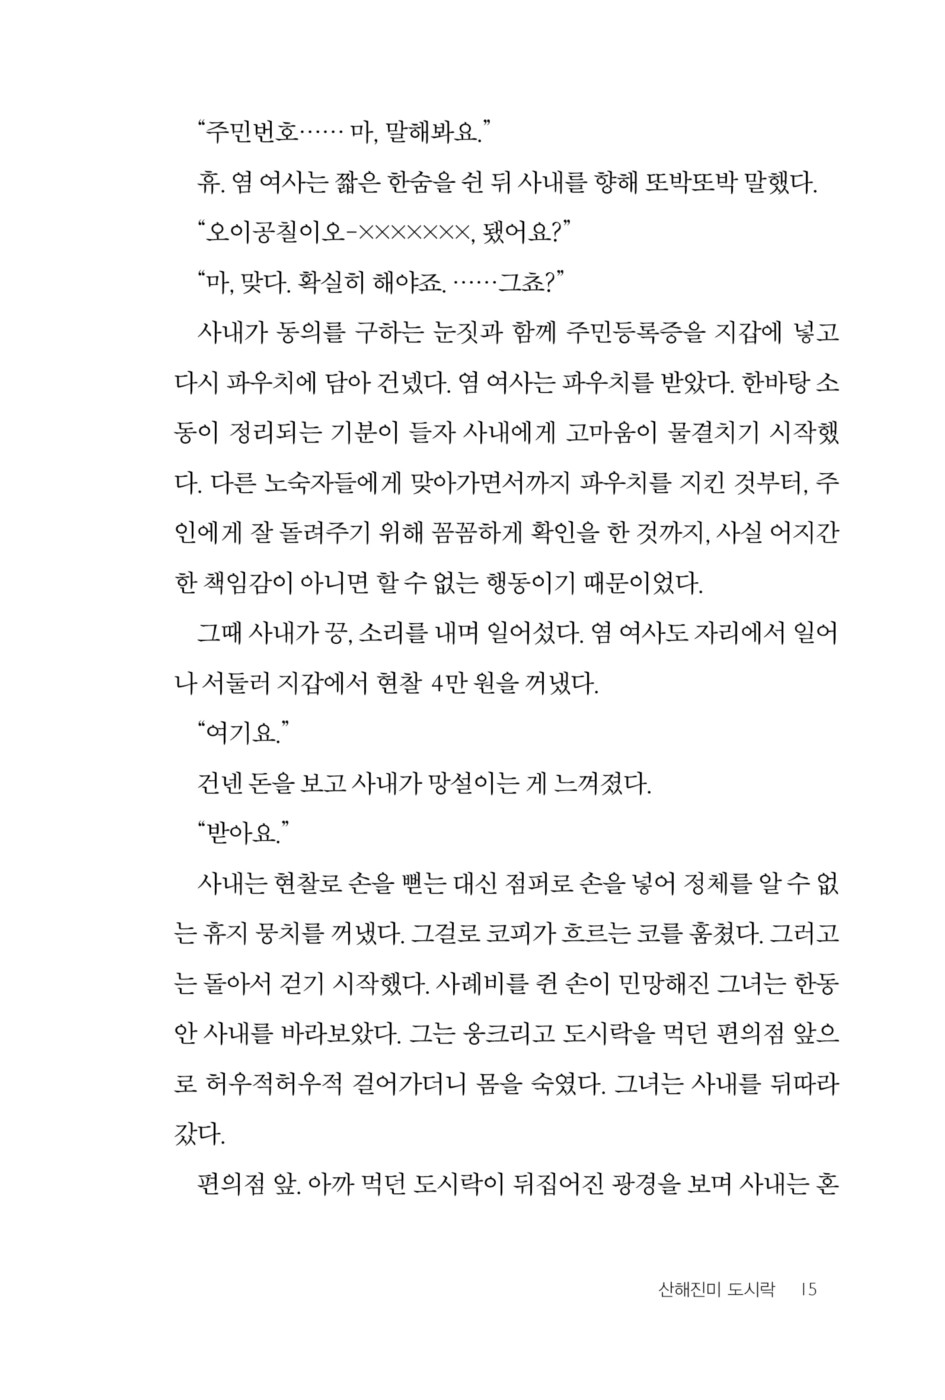 “주민번호…… 마, 말해봐요.”
휴. 염 여사는 짧은 한숨을 쉰 뒤 사내를 향해 또박또박 말했다.
“오이공칠이오-×××××××, 됐어요?”
“마, 맞다. 확실히 해야죠. ……그쵸?”
사내가 동의를 구하는 눈짓과 함께 주민등록증을 지갑에 넣고
다시 파우치에 담아 건넸다. 염 여사는 파우치를 받았다. 한바탕 소
동이 정리되는 기분이 들자 사내에게 고마움이 물결치기 시작했
다. 다른 노숙자들에게 맞아가면서까지 파우치를 지킨 것부터, 주
인에게 잘 돌려주기 위해 꼼꼼하게 확인을 한 것까지, 사실 어지간
한 책임감이 아니면 할 수 없는 행동이기 때문이었다.
그때 사내가 끙, 소리를 내며 일어섰다. 염 여사도 자리에서 일어
나 서둘러 지갑에서 현찰 4만 원을 꺼냈다.
“여기요.”
건넨 돈을 보고 사내가 망설이는 게 느껴졌다.
“받아요.”
사내는 현찰로 손을 뻗는 대신 점퍼로 손을 넣어 정체를 알 수 없
는 휴지 뭉치를 꺼냈다. 그걸로 코피가 흐르는 코를 훔쳤다. 그러고
는 돌아서 걷기 시작했다. 사례비를 쥔 손이 민망해진 그녀는 한동
안 사내를 바라보았다. 그는 웅크리고 도시락을 먹던 편의점 앞으
로 허우적허우적 걸어가더니 몸을 숙였다. 그녀는 사내를 뒤따라
갔다.
편의점 앞. 아까 먹던 도시락이 뒤집어진 광경을 보며 사내는 혼
산해진미 도시락 15